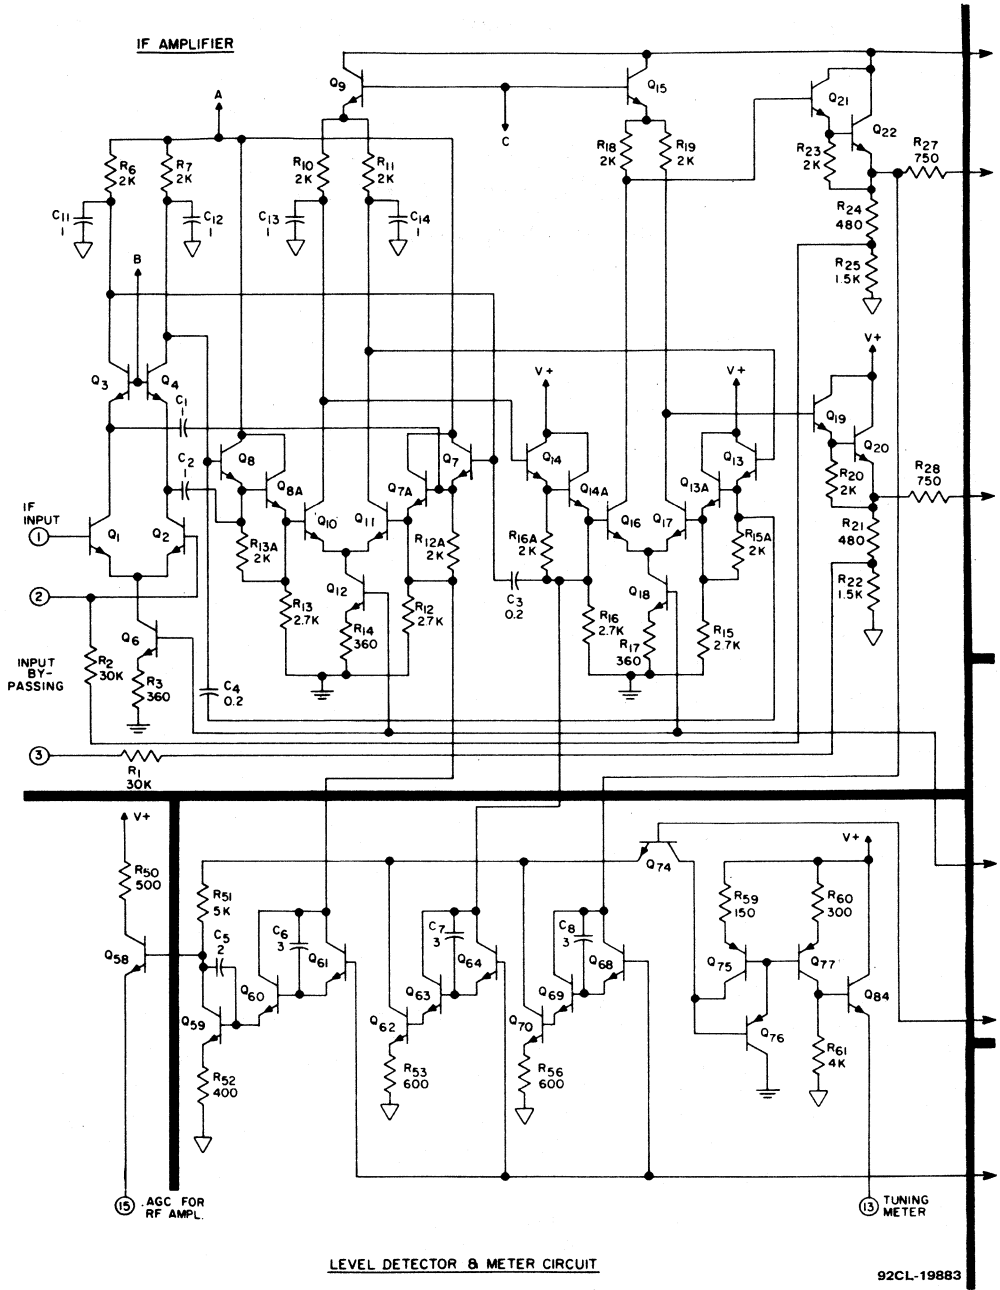 IF AMPLIFIER
Q9
Q15
Q21
Q22
A
C
R6
2K
R7
2K
R10
2K
R11
2K
R18
2K
R19
2K
R23
2K
R27
750
C11
1
C12
1
C13
1
C14
1
R24
480
R25
1.5K
B
V+
V+
V+
Q3
Q4
C1
1
C2
1
Q8
Q8A
Q7
Q7A
Q14
Q14A
Q13
Q13A
Q19
Q20
R20
2K
R28
750
IF
INPUT
1
Q1
Q2
Q10
Q11
Q16
Q17
R13A
2K
R12A
2K
R16A
2K
R15A
2K
R21
480
R22
1.5K
2
Q6
Q12
Q18
R13
2.7K
R14
360
R12
2.7K
C3
0.2
R16
2.7K
R17
360
R15
2.7K
INPUT
BY-
PASSING
R2
30K
R3
360
C4
0.2
3
R1
30K
V+
V+
R50
500
R51
5K
Q74
R59
150
R60
300
C5
2
C6
3
C7
3
C8
3
Q58
Q59
Q60
Q61
Q62
Q63
Q64
Q70
Q69
Q68
Q75
Q77
Q84
Q76
R52
400
R53
600
R56
600
R61
4K
15
AGC FOR
RF AMPL.
13
TUNING
METER
LEVEL DETECTOR & METER CIRCUIT
92CL-19883